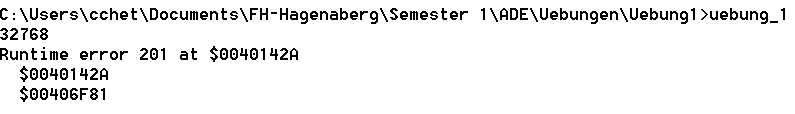 C:\Users\cchet\Documents\FH-Hagenaberg\Semester 1\ADE\Uebungen\Uebung1>uebung_1
32768
Runtime error 201 at $0040142A
  $0040142A
  $00406F81